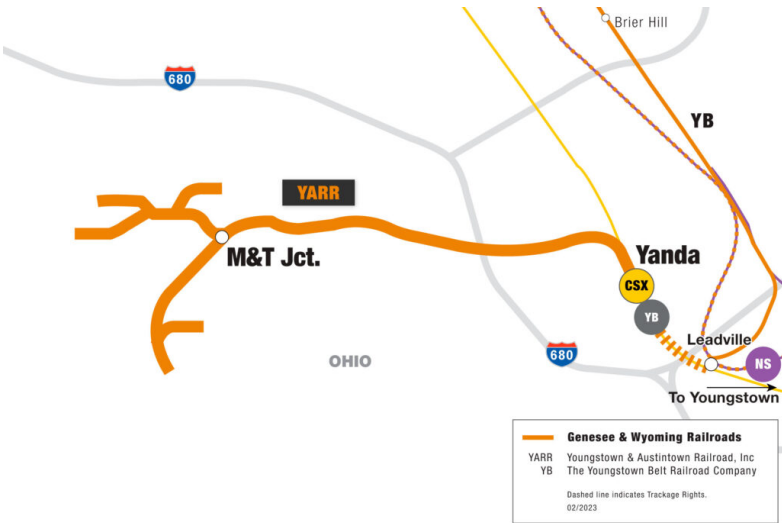 Brier Hill
680
YB
YARR
M&T Jct.
Yanda
CSX
YB
Leadville
680
NS
OHIO
To Youngstown
Genesee & Wyoming Railroads
YARR Youngstown & Austintown Railroad, Inc
YB The Youngstown Belt Railroad Company
Dashed line indicates Trackage Rights.
02/2023